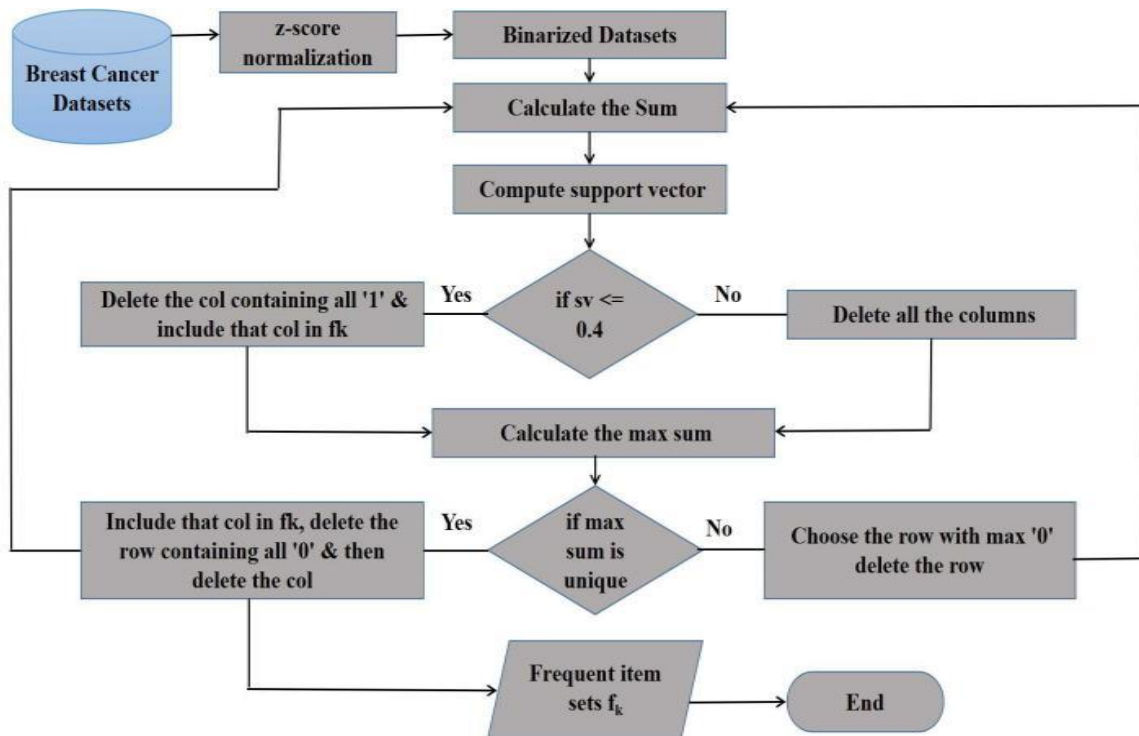 Breast Cancer
Datasets
z-score
normalization
Binarized Datasets
Calculate the Sum
Compute support vector
if sv <=
0.4
Yes
No
Delete the col containing all '1' &
include that col in fk
Delete all the columns
Calculate the max sum
if max
sum is
unique
Yes
No
Include that col in fk, delete the
row containing all '0' & then
delete the col
Choose the row with max '0'
delete the row
Frequent item
sets fk
End